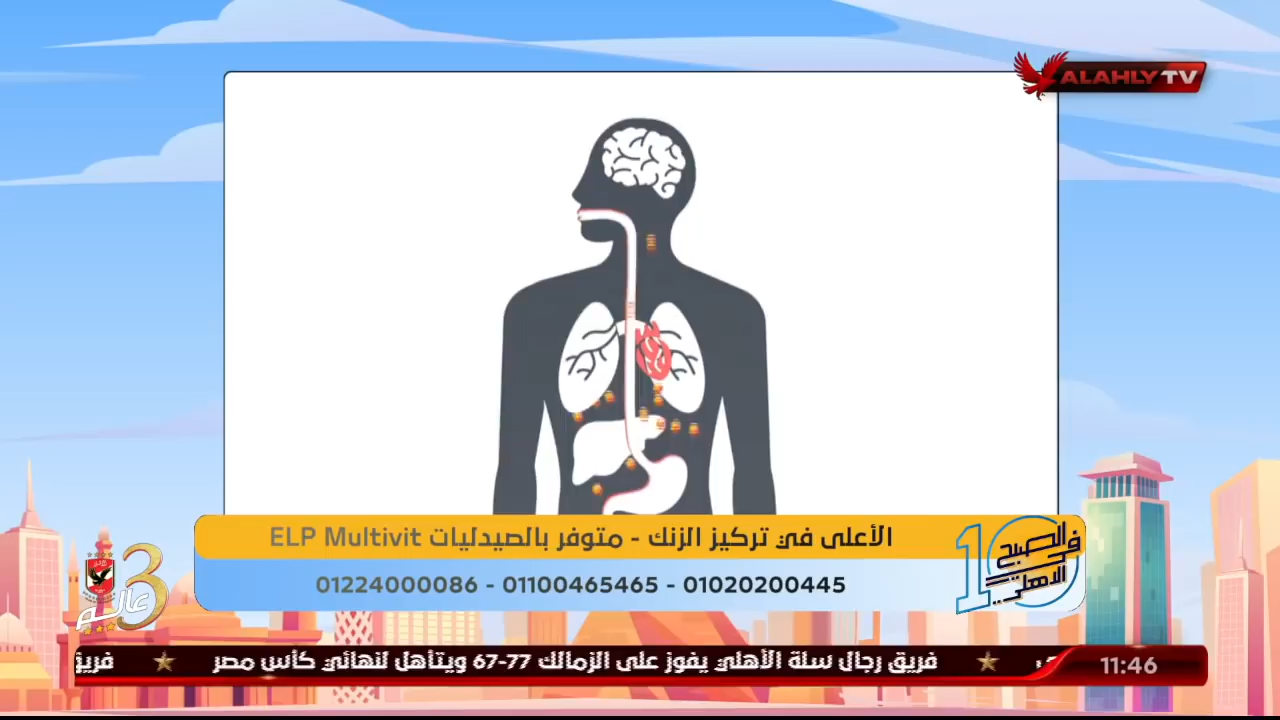 ALAHLY TV
الأعلى في تركيز الزنك - متوفر بالصيدليات ELP Multivit
01224000086 - 01100465465 - 01020200445
10 الصبح في الأهلي..
3 عالم
فريق رجال سلة الأهلي يفوز على الزمالك 77-67 ويتأهل لنهائي كأس مصر
11:46